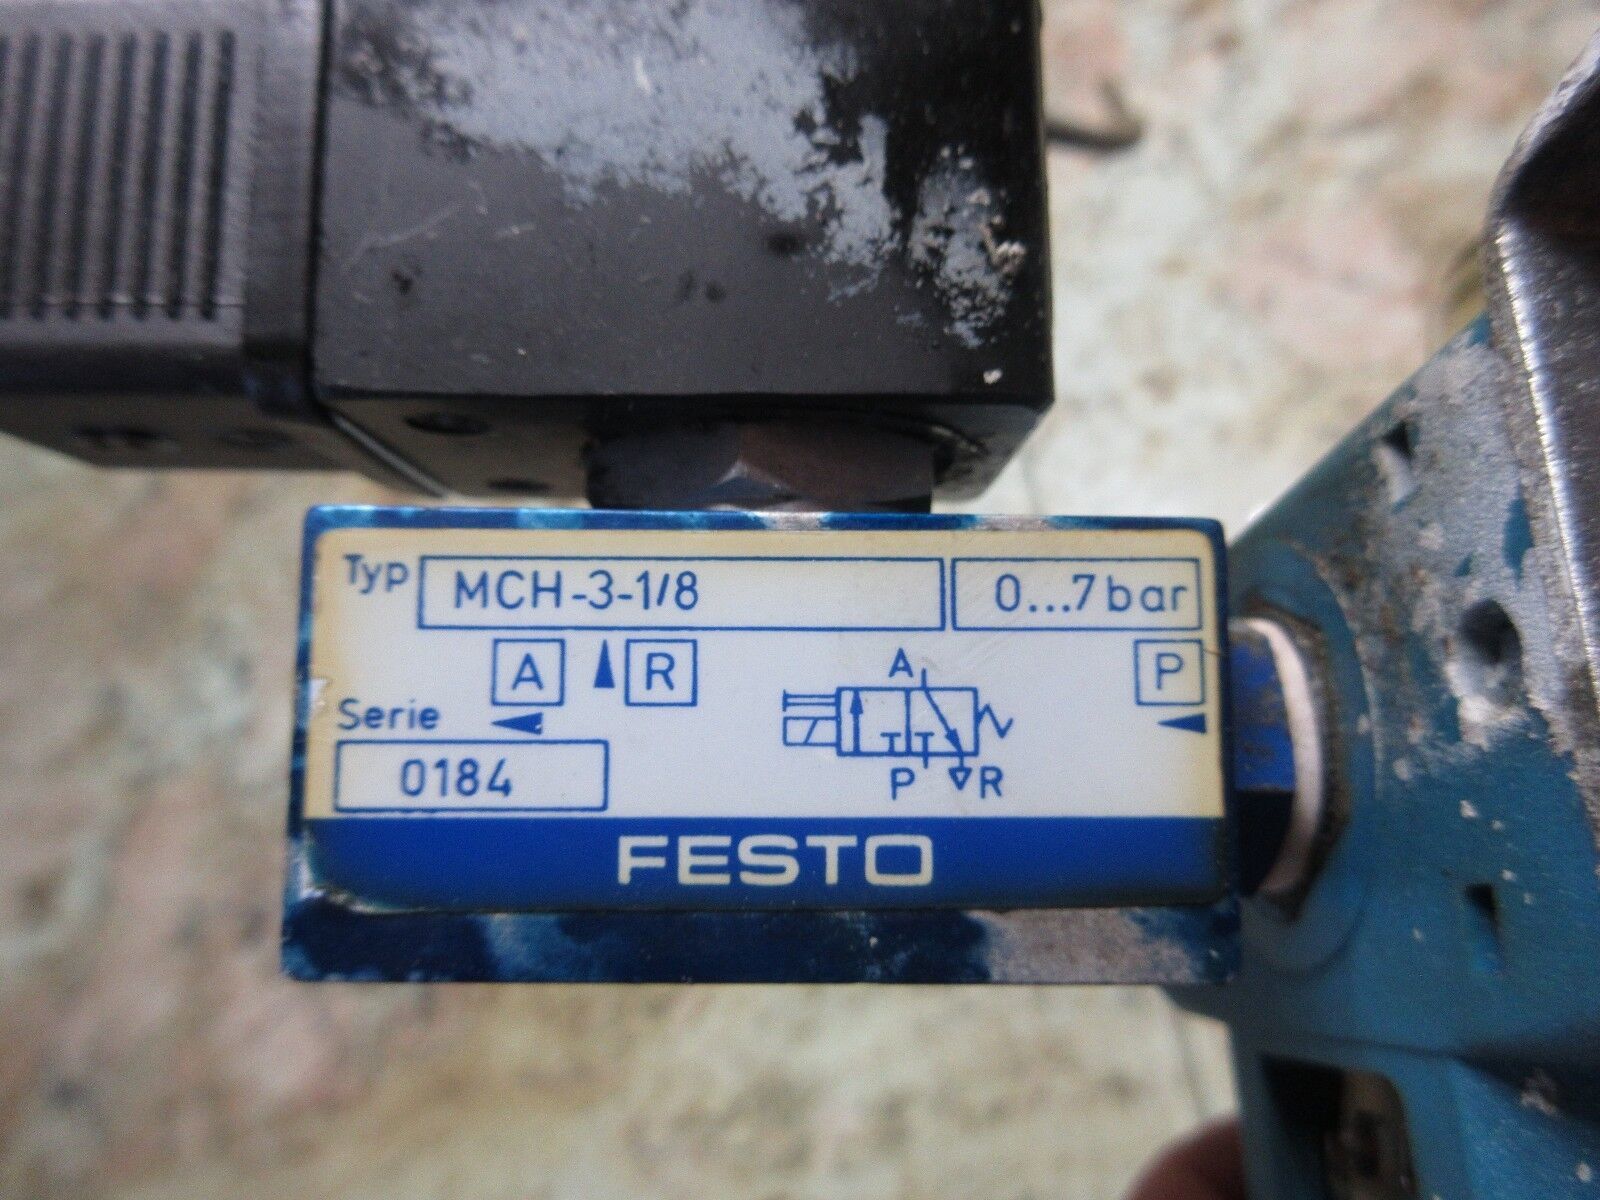 Typ MCH-3-1/8 0...7bar
A R A P
Serie
0184 P R
FESTO